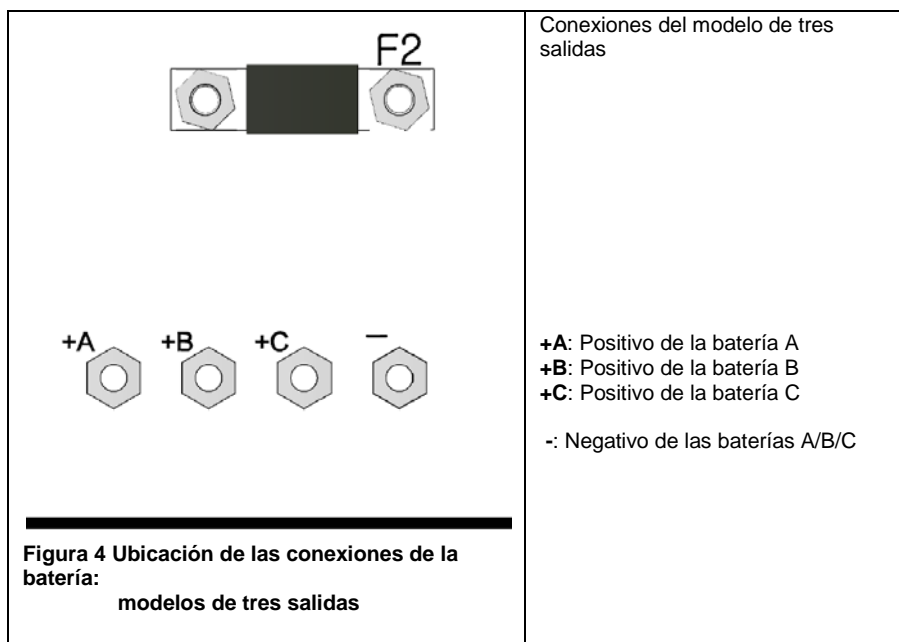 F2
+A
+B
+C
−
Figura 4 Ubicación de las conexiones de la
batería:
modelos de tres salidas
Conexiones del modelo de tres
salidas
+A: Positivo de la batería A
+B: Positivo de la batería B
+C: Positivo de la batería C
-: Negativo de las baterías A/B/C